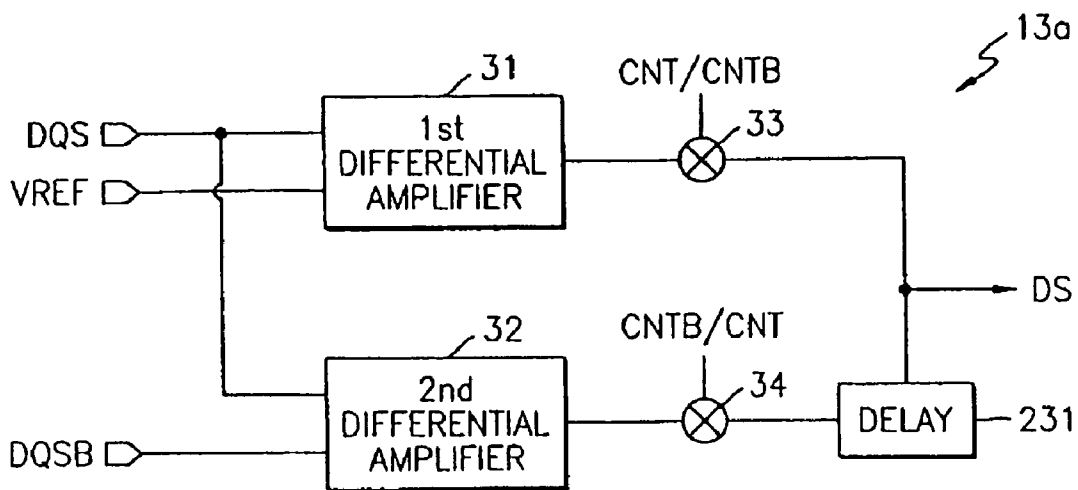 13a
31
CNT/CNTB
DQS
1st
DIFFERENTIAL
AMPLIFIER
33
VREF
DS
32
CNTB/CNT
2nd
DIFFERENTIAL
AMPLIFIER
34
DELAY
231
DQSB